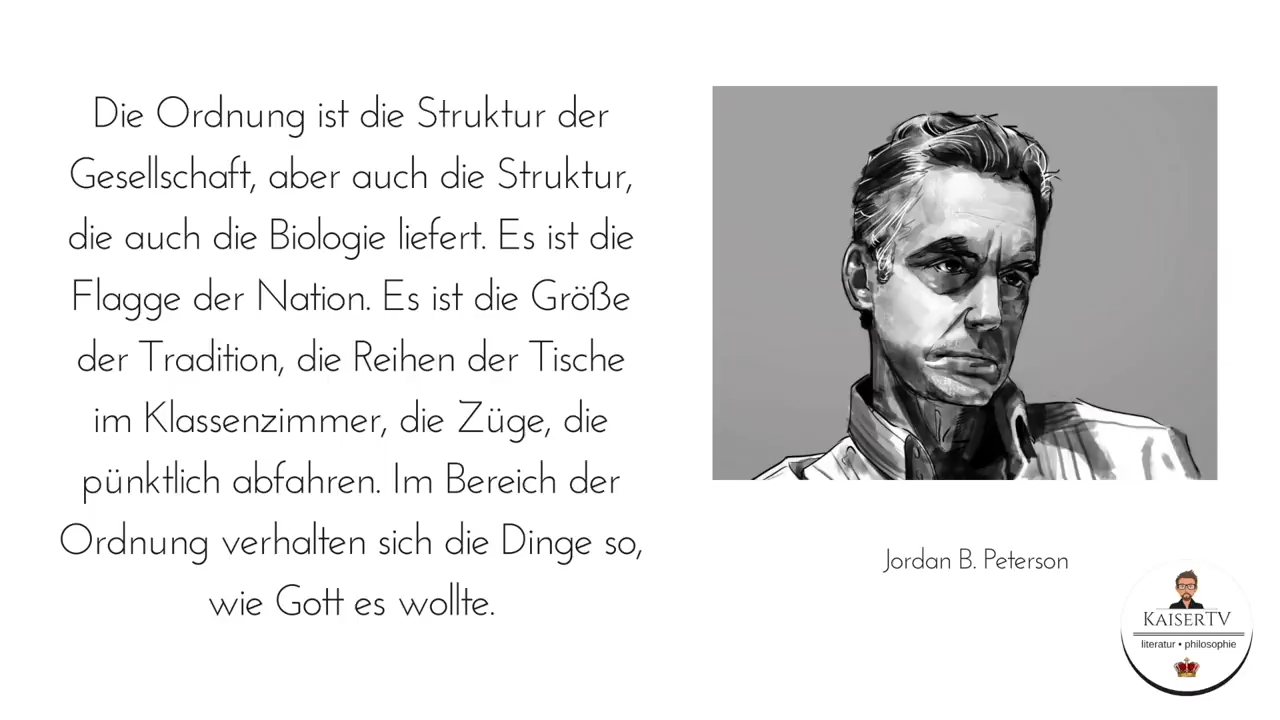 Die Ordnung ist die Struktur der
Gesellschaft, aber auch die Struktur,
die auch die Biologie liefert. Es ist die
Flagge der Nation. Es ist die Größe
der Tradition, die Reihen der Tische
im Klassenzimmer, die Züge, die
pünktlich abfahren. Im Bereich der
Ordnung verhalten sich die Dinge so,
wie Gott es wollte.
Jordan B. Peterson
KAISERTV
literatur • philosophie